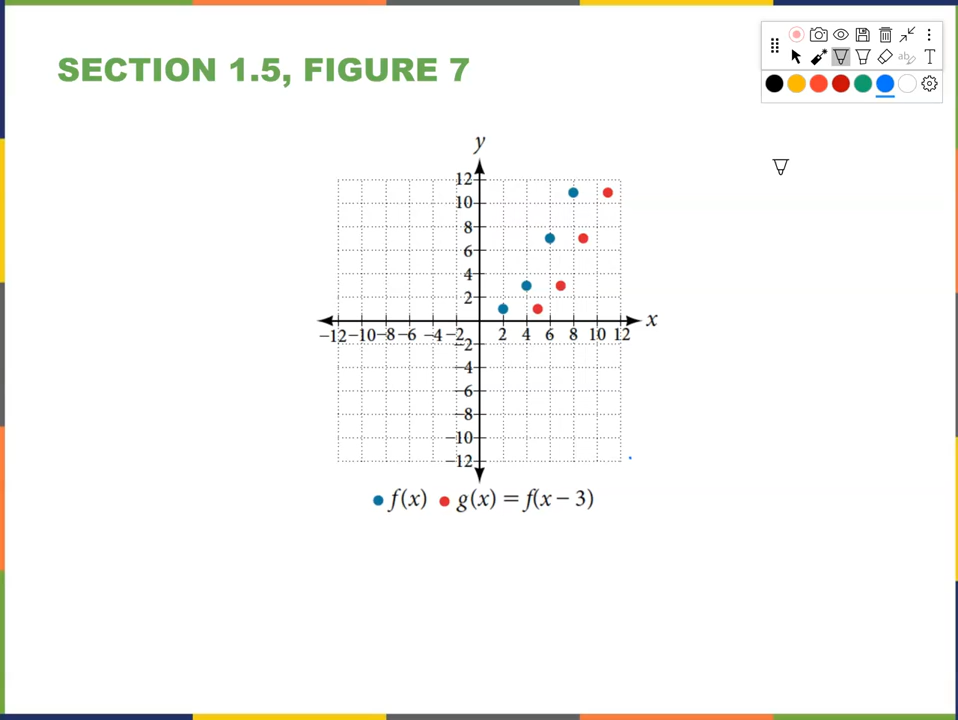 SECTION 1.5, FIGURE 7
ab
T
y
12
10
8
6
4
2
x
−12 −10 −8 −6 −4 −2 2 4 6 8 10 12
−2
−4
−6
−8
−10
−12
f(x) g(x) = f(x − 3)